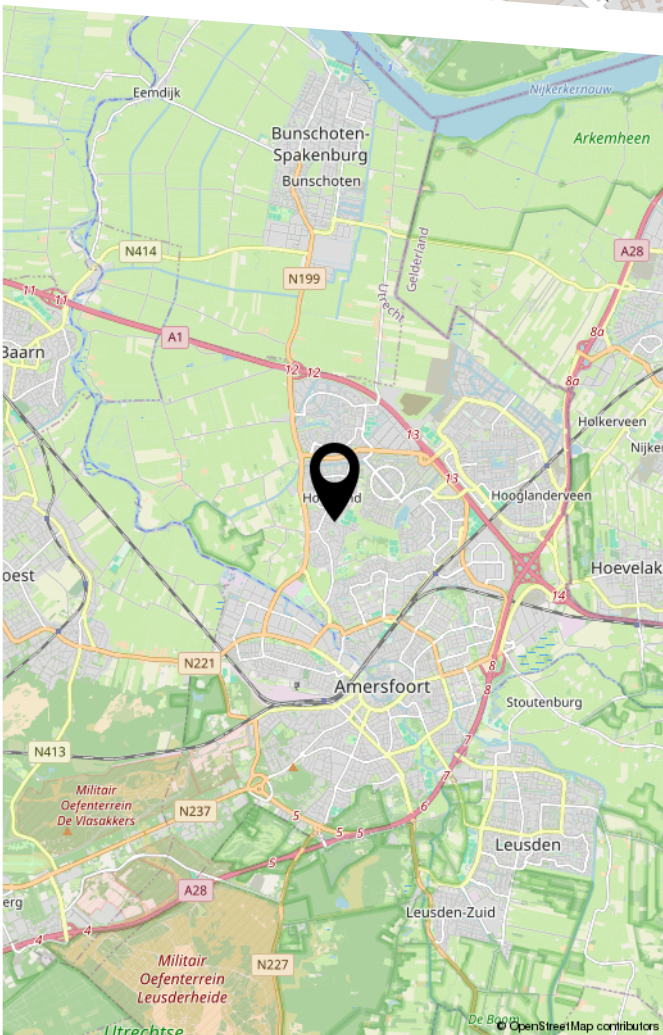 Nijkerkernauw
Eemdijk
Bunschoten-
Spakenburg
Arkemheen
Bunschoten
N414
A28
Gelderland
N199
Utrecht
11
11
8a
A1
Baarn
12
12
8a
Holkerveen
13
13
Hooglanderveen
oest
Hoevelak
14
N221
8
Amersfoort
8
Stoutenburg
7
N413
7
Militair
Oefenterrein
De Vlasakkers
N237
6
5
5
5
Leusden
5
A28
erg
Leusden-Zuid
4
4
Militair
Oefenterrein
Leusderheide
N227
De Boom
Utrechtse
© OpenStreetMap contributors